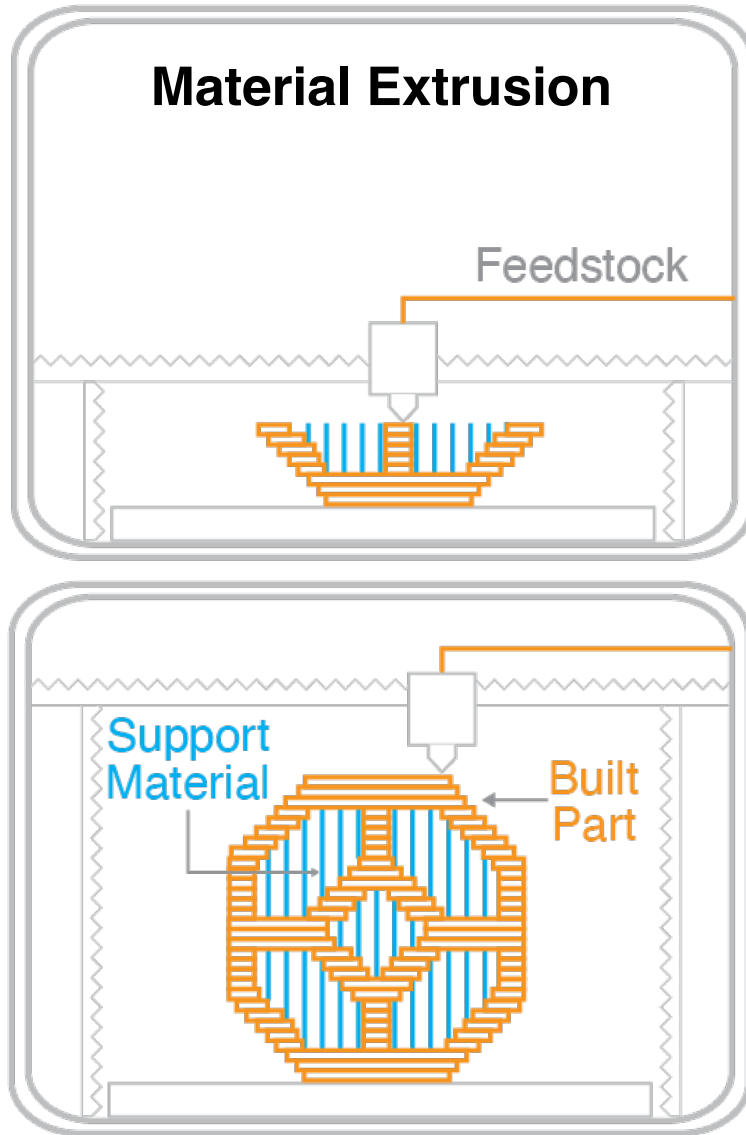 Material Extrusion
Feedstock
Support
Material
Built
Part